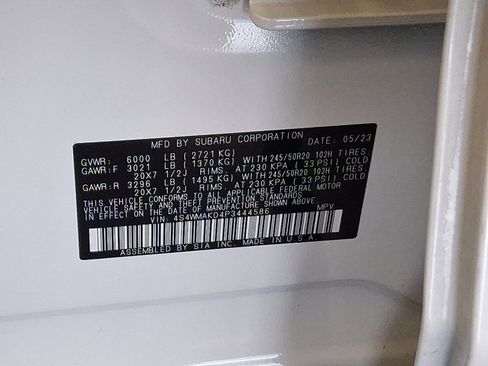 MFD BY SUBARU CORPORATION DATE: 05/23
GVWR: 6000 LB (2721 KG)
GAWR:F 3021 LB (1370 KG) WITH 245/50R20 102H TIRES.
20X7 1/2J RIMS. AT 230 KPA (33 PSI) COLD
GAWR:R 3296 LB (1495 KG) WITH 245/50R20 102H TIRES.
20X7 1/2J RIMS. AT 230 KPA (33 PSI) COLD
THIS VEHICLE CONFORMS TO ALL APPLICABLE FEDERAL MOTOR
VEHICLE SAFETY AND THEFT PREVENTION STANDARDS
IN EFFECT ON THE DATE OF MANUFACTURE SHOWN ABOVE.
VIN: 4S4WMAKD4P3444586 MPV
ASSEMBLED BY SIA INC. MADE IN U.S.A.